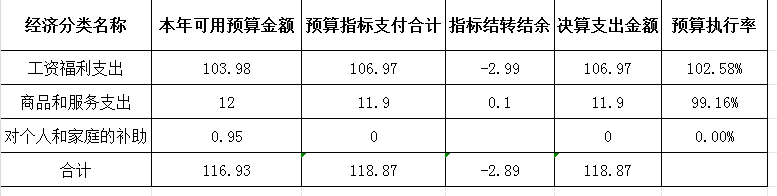 经济分类名称 本年可用预算金额 预算指标支付合计 指标结转结余 决算支出金额 预算执行率
工资福利支出 103.98 106.97 -2.99 106.97 102.58%
商品和服务支出 12 11.9 0.1 11.9 99.16%
对个人和家庭的补助 0.95 0 0 0.00%
合计 116.93 118.87 -2.89 118.87